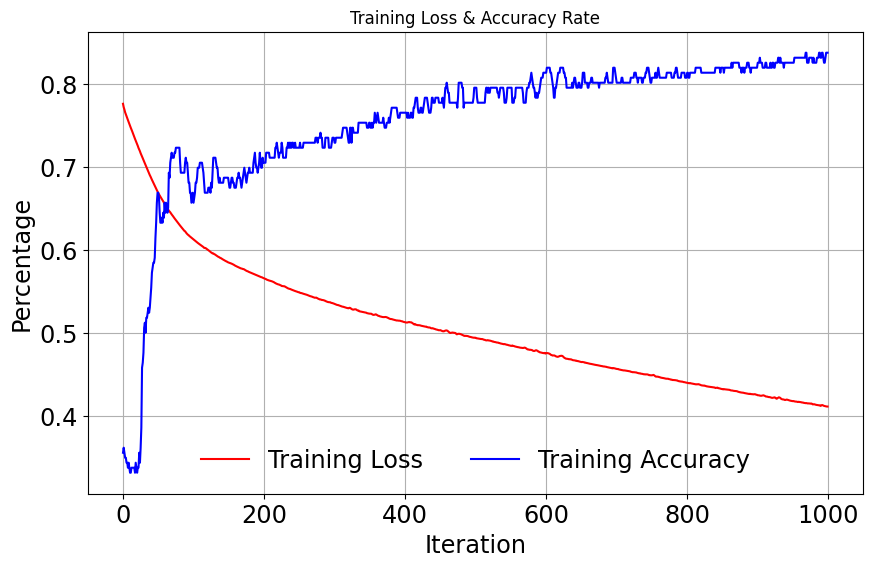 Training Loss & Accuracy Rate
Percentage
0.8
0.7
0.6
0.5
0.4
Training Loss
Training Accuracy
0 200 400 600 800 1000
Iteration